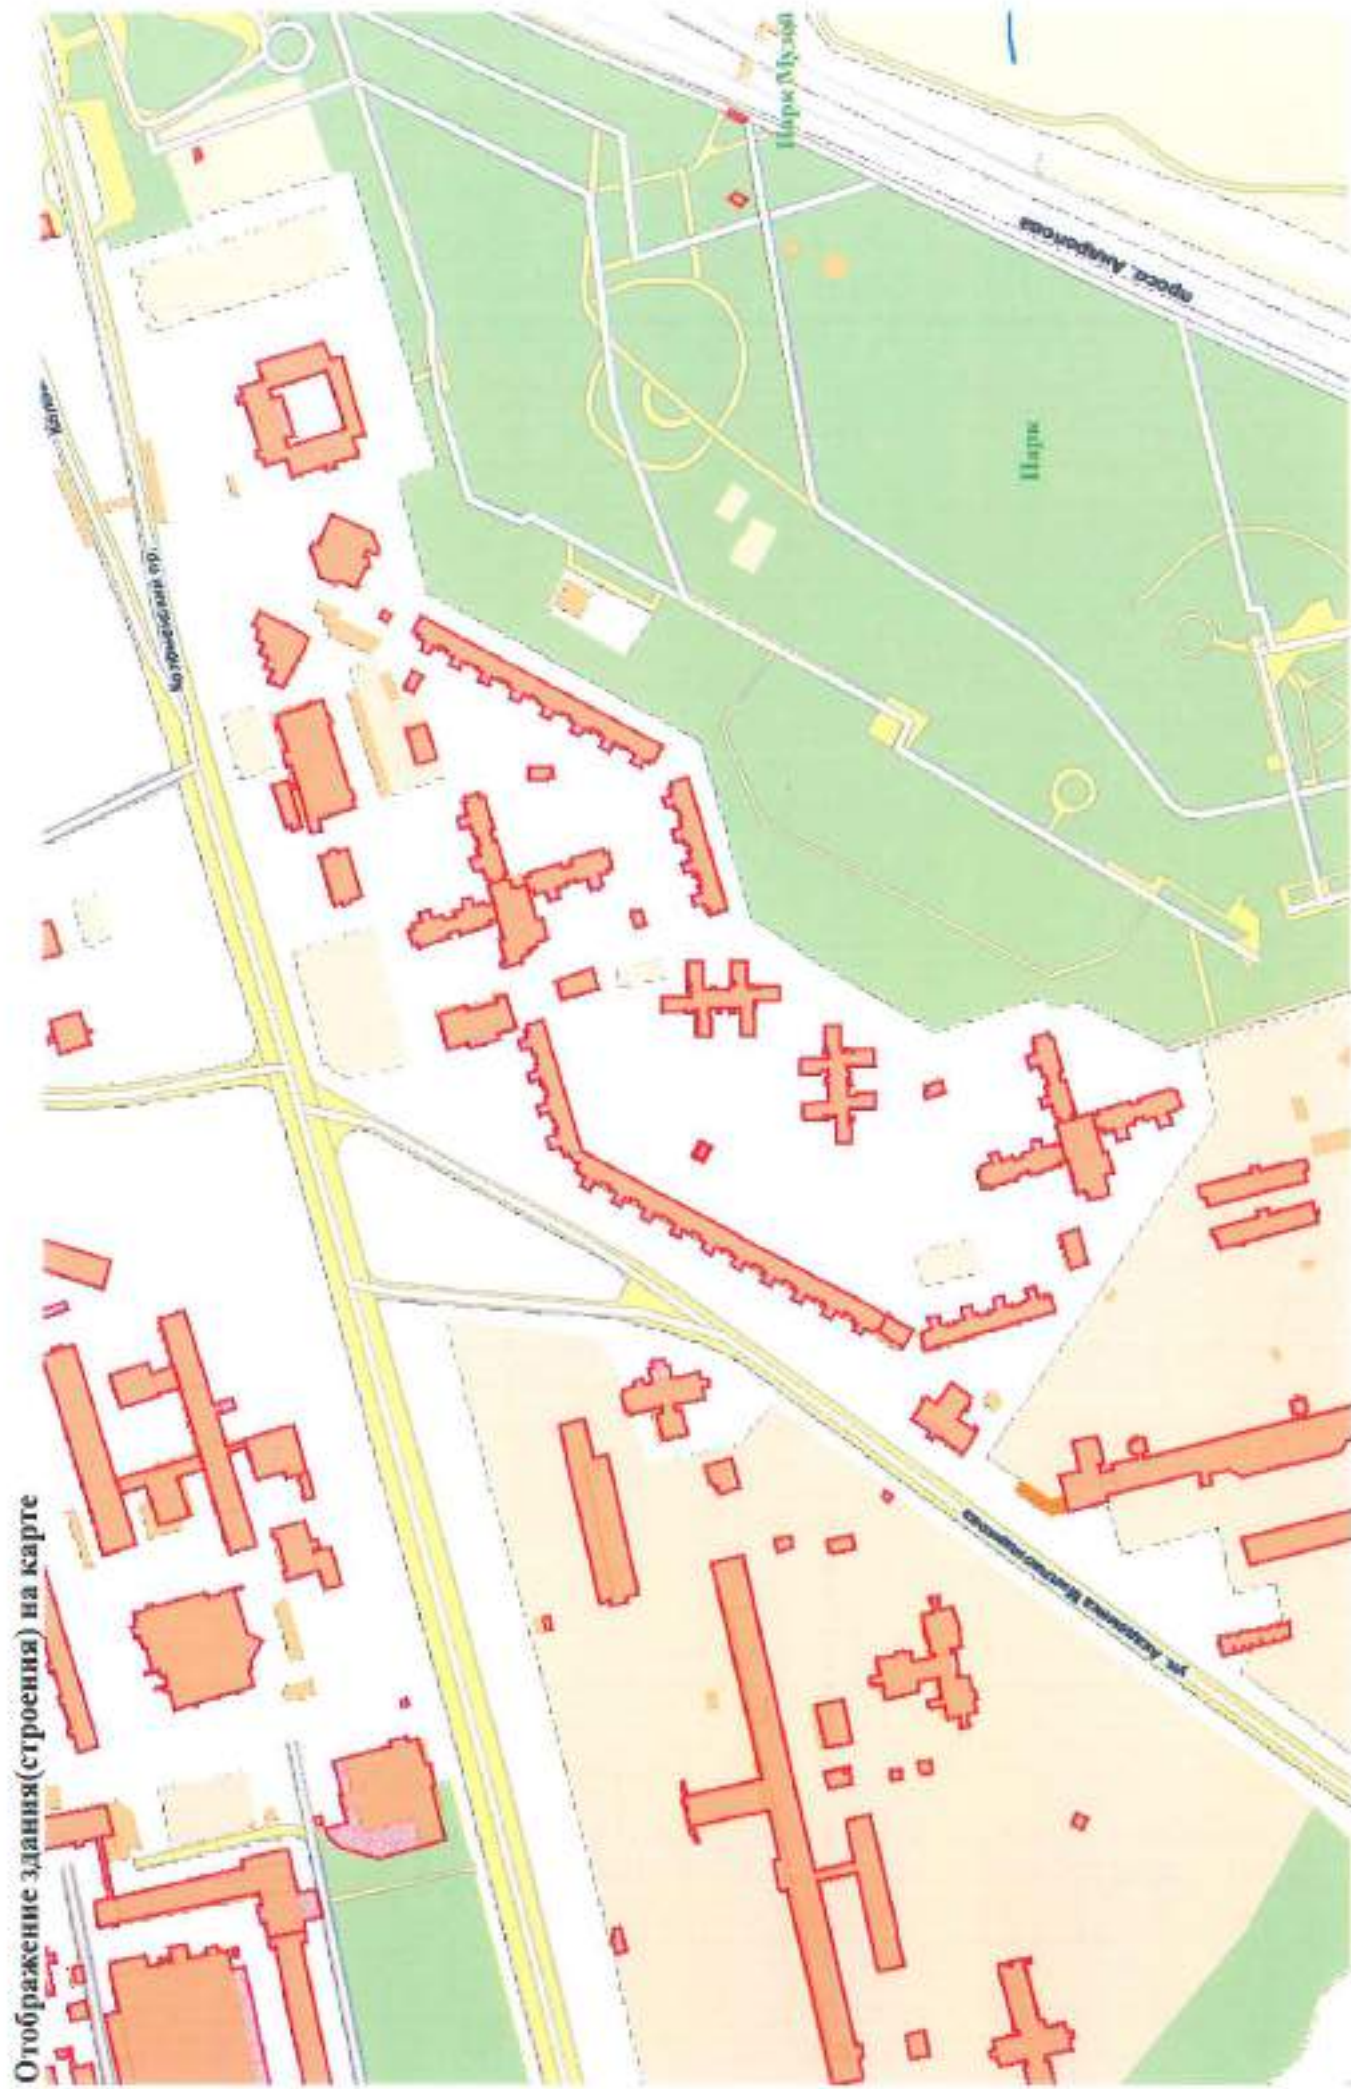 Отображение здания(строения) на карте
Коломенский пр.
Парк Музей
просп. Андропова
Парк
ул. Академика Миллионщикова